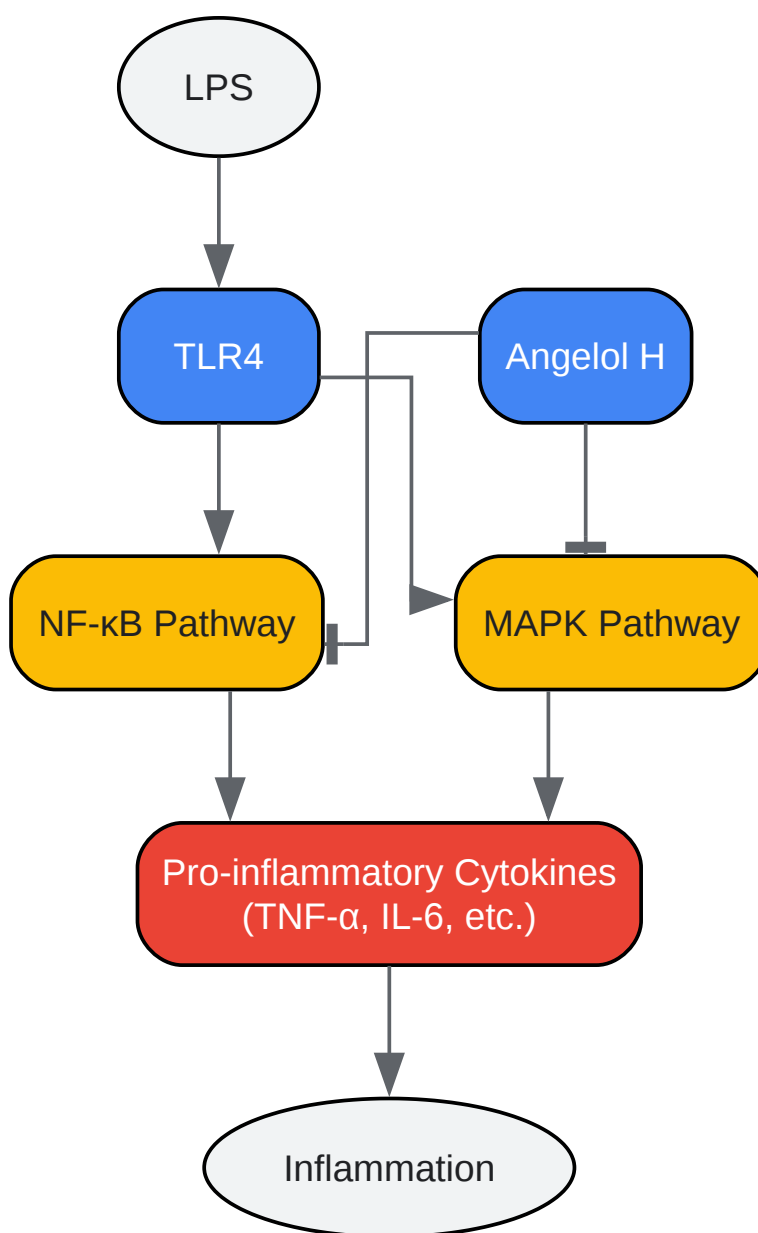 LPS
TLR4
Angelol H
NF-κB Pathway
MAPK Pathway
Pro-inflammatory Cytokines
(TNF-α, IL-6, etc.)
Inflammation